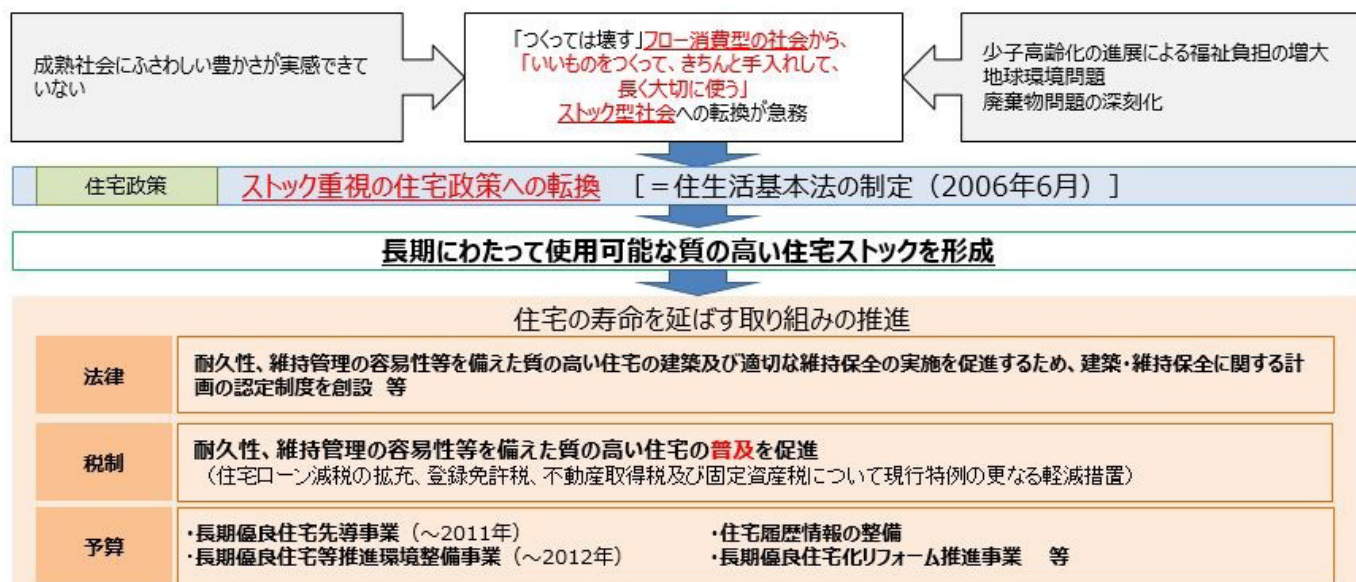 成熟社会にふさわしい豊かさが実感できて
いない
「つくっては壊す」フロー消費型の社会から、
「いいものをつくって、きちんと手入れして、
長く大切に使う」
ストック型社会への転換が急務
少子高齢化の進展による福祉負担の増大
地球環境問題
廃棄物問題の深刻化
住宅政策
ストック重視の住宅政策への転換 [=住生活基本法の制定(2006年6月)]
長期にわたって使用可能な質の高い住宅ストックを形成
住宅の寿命を延ばす取り組みの推進
法律
耐久性、維持管理の容易性等を備えた質の高い住宅の建築及び適切な維持保全の実施を促進するため、建築・維持保全に関する計
画の認定制度を創設 等
税制
耐久性、維持管理の容易性等を備えた質の高い住宅の普及を促進
(住宅ローン減税の拡充、登録免許税、不動産取得税及び固定資産税について現行特例の更なる軽減措置)
予算
・長期優良住宅先導事業(~2011年) ・住宅履歴情報の整備
・長期優良住宅等推進環境整備事業(~2012年) ・長期優良住宅化リフォーム推進事業 等